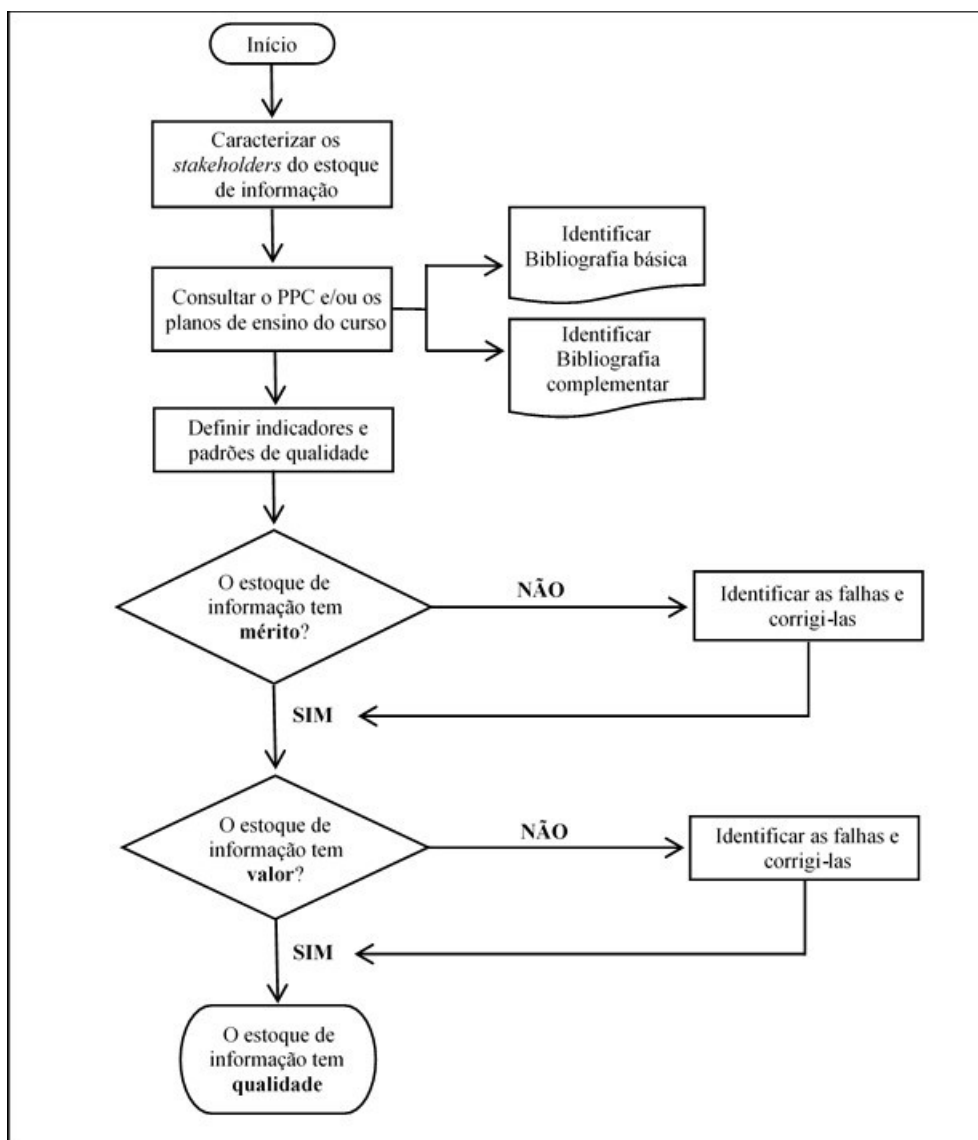 Início
Caracterizar os
stakeholders do estoque
de informação
Identificar
Bibliografia básica
Consultar o PPC e/ou os
planos de ensino do curso
Identificar
Bibliografia
complementar
Definir indicadores e
padrões de qualidade
O estoque de
informação tem
mérito?
NÃO
Identificar as falhas e
corrigi-las
SIM
O estoque de
informação tem
valor?
NÃO
Identificar as falhas e
corrigi-las
SIM
O estoque de
informação tem
qualidade